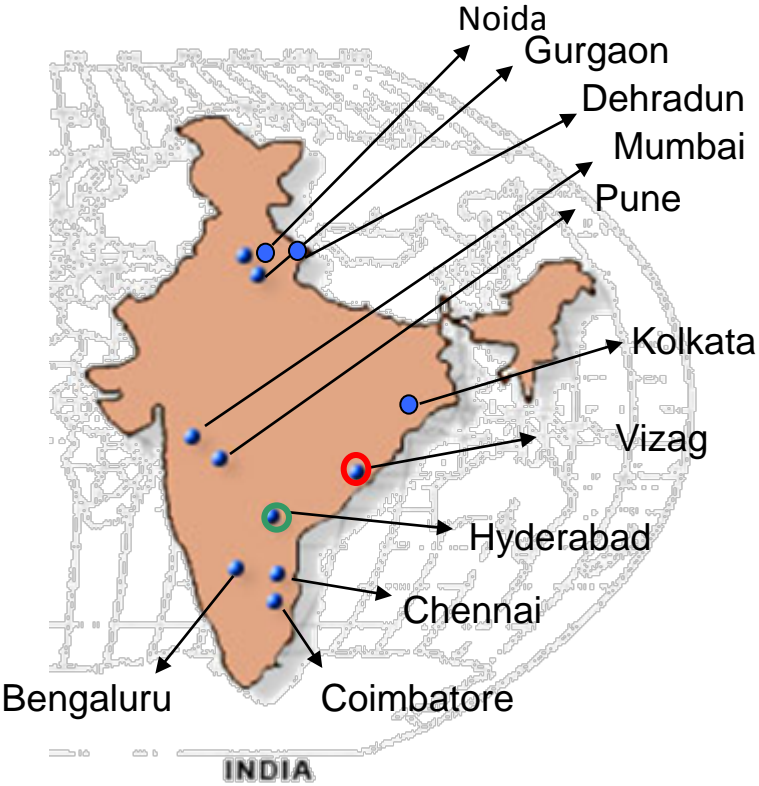 Noida
Gurgaon
Dehradun
Mumbai
Pune
Kolkata
Vizag
Hyderabad
Chennai
Bengaluru
Coimbatore
INDIA